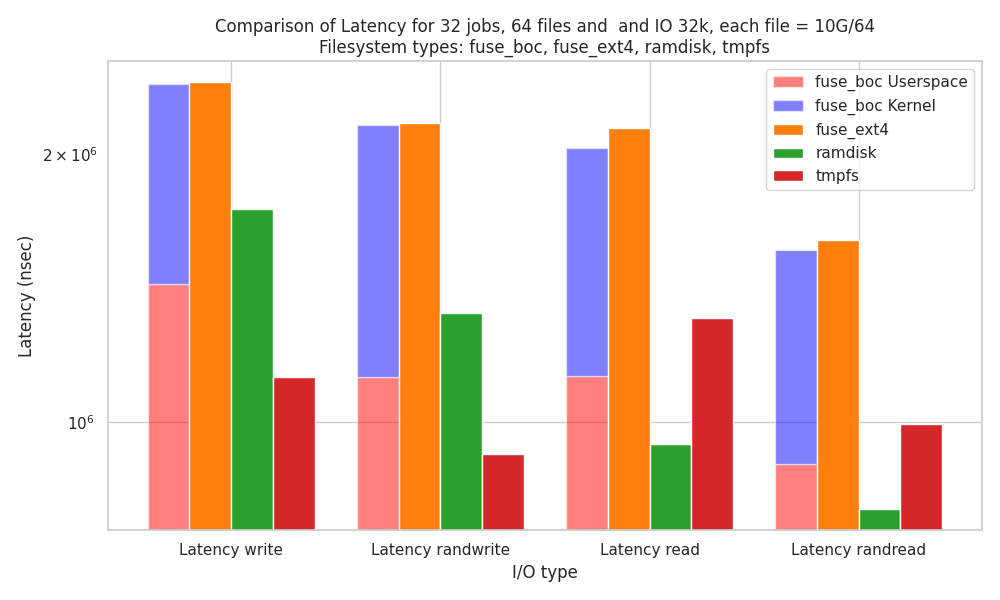 Comparison of Latency for 32 jobs, 64 files and  and IO 32k, each file = 10G/64
Filesystem types: fuse_boc, fuse_ext4, ramdisk, tmpfs
fuse_boc Userspace
fuse_boc Kernel
fuse_ext4
ramdisk
tmpfs
Latency (nsec)
2 × 10⁶
10⁶
Latency write
Latency randwrite
Latency read
Latency randread
I/O type